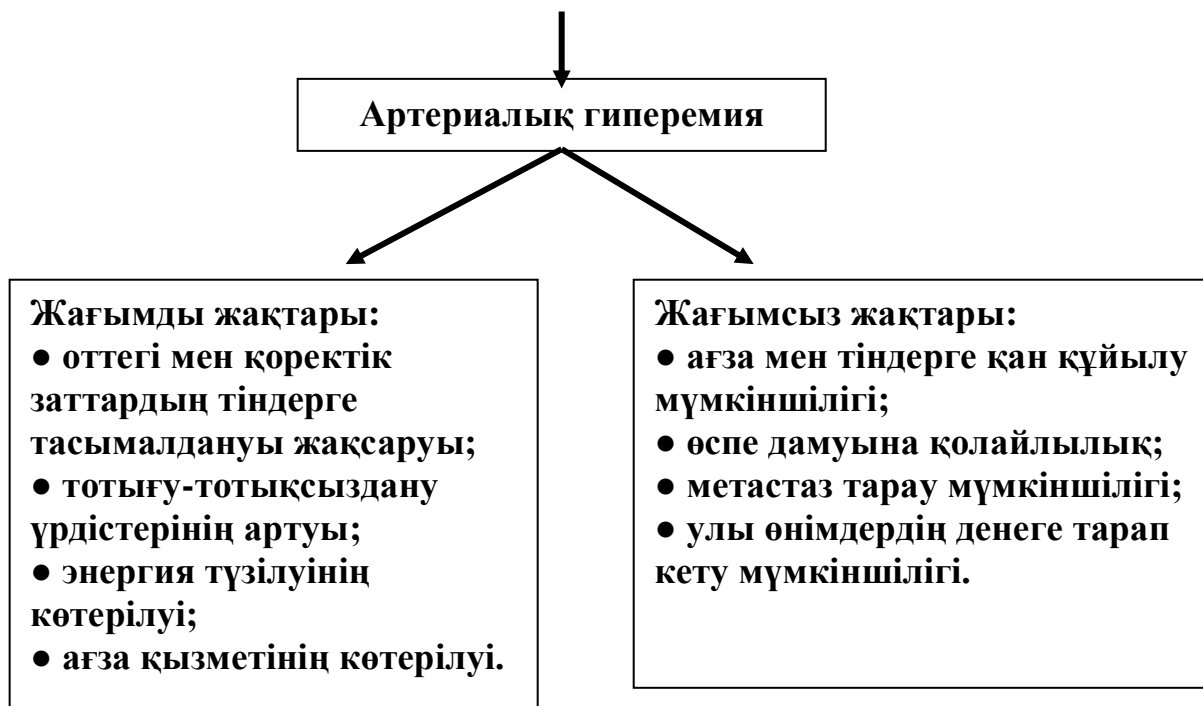 Артериалық гиперемия
Жағымды жақтары:
● оттегі мен қоректік
заттардың тіндерге
тасымалдануы жақсаруы;
● тотығу-тотықсыздану
үрдістерінің артуы;
● энергия түзілуінің
көтерілуі;
● ағза қызметінің көтерілуі.
Жағымсыз жақтары:
● ағза мен тіндерге қан құйылу
мүмкіншілігі;
● өспе дамуына қолайлылық;
● метастаз тарау мүмкіншілігі;
● улы өнімдердің денеге тарап
кету мүмкіншілігі.